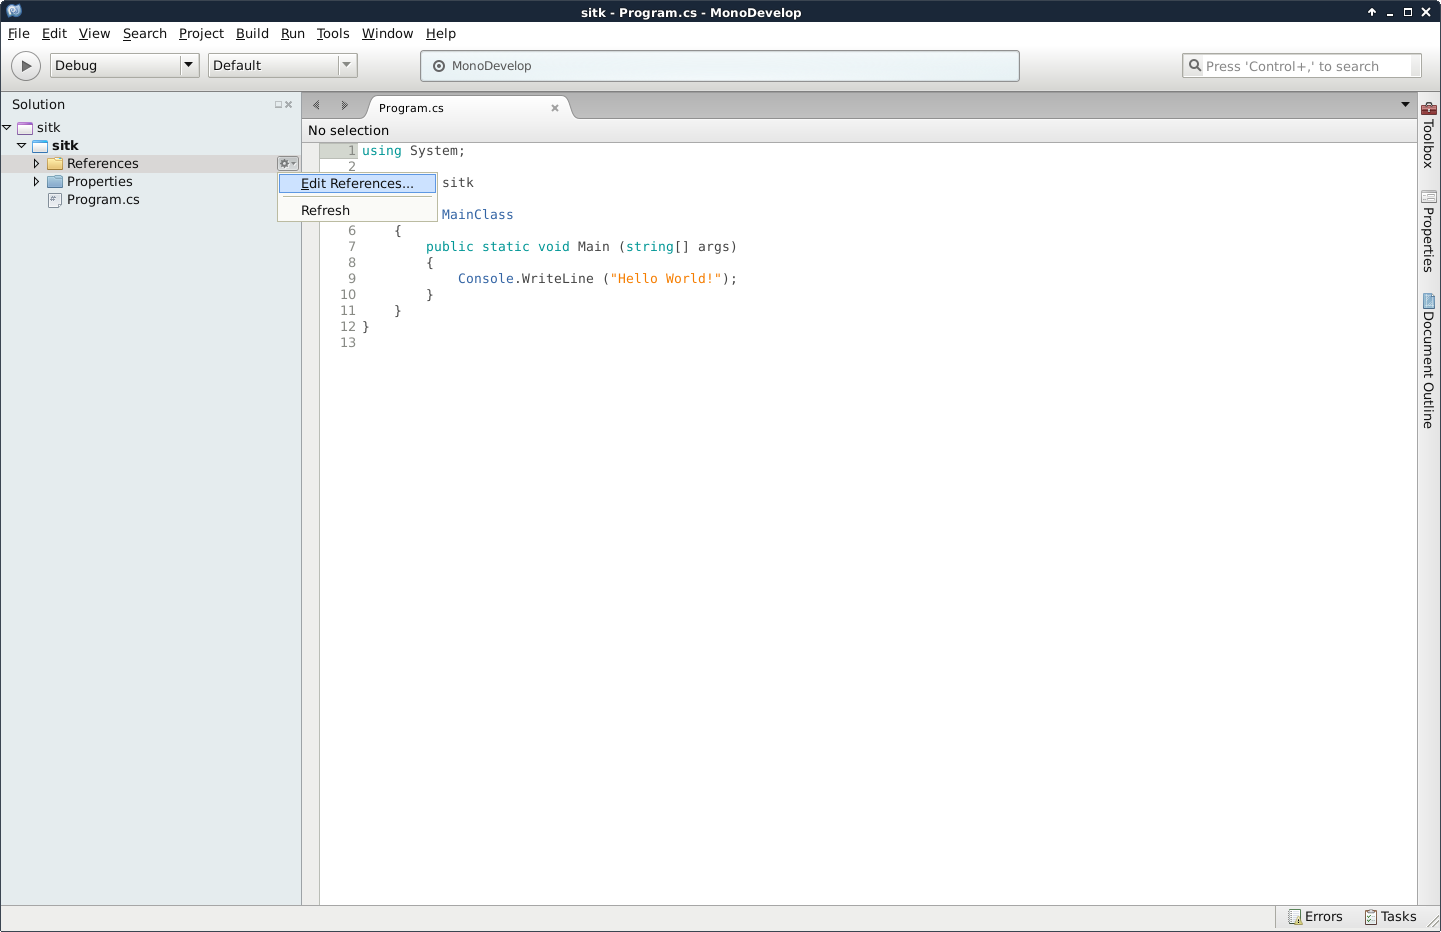 sitk - Program.cs - MonoDevelop
File Edit View Search Project Build Run Tools Window Help
Debug Default MonoDevelop Press 'Control+,' to search
Solution
Program.cs
No selection
sitk
sitk
References
Properties
Program.cs
Edit References...
Refresh
1 using System;
2
sitk
MainClass
6 {
7 public static void Main (string[] args)
8 {
9 Console.WriteLine ("Hello World!");
10 }
11 }
12 }
13
Toolbox
Properties
Document Outline
Errors Tasks